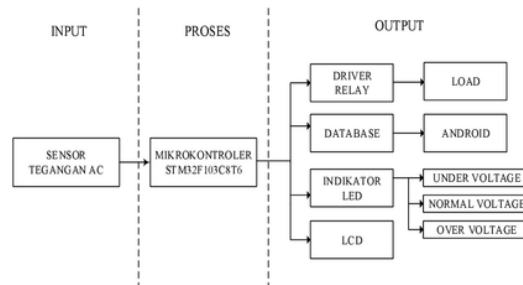 INPUT
PROSES
OUTPUT
SENSOR
TEGANGAN AC
MIKROKONTROLER
STM32F103C8T6
DRIVER
RELAY
LOAD
DATABASE
ANDROID
INDIKATOR
LED
UNDER VOLTAGE
NORMAL VOLTAGE
OVER VOLTAGE
LCD